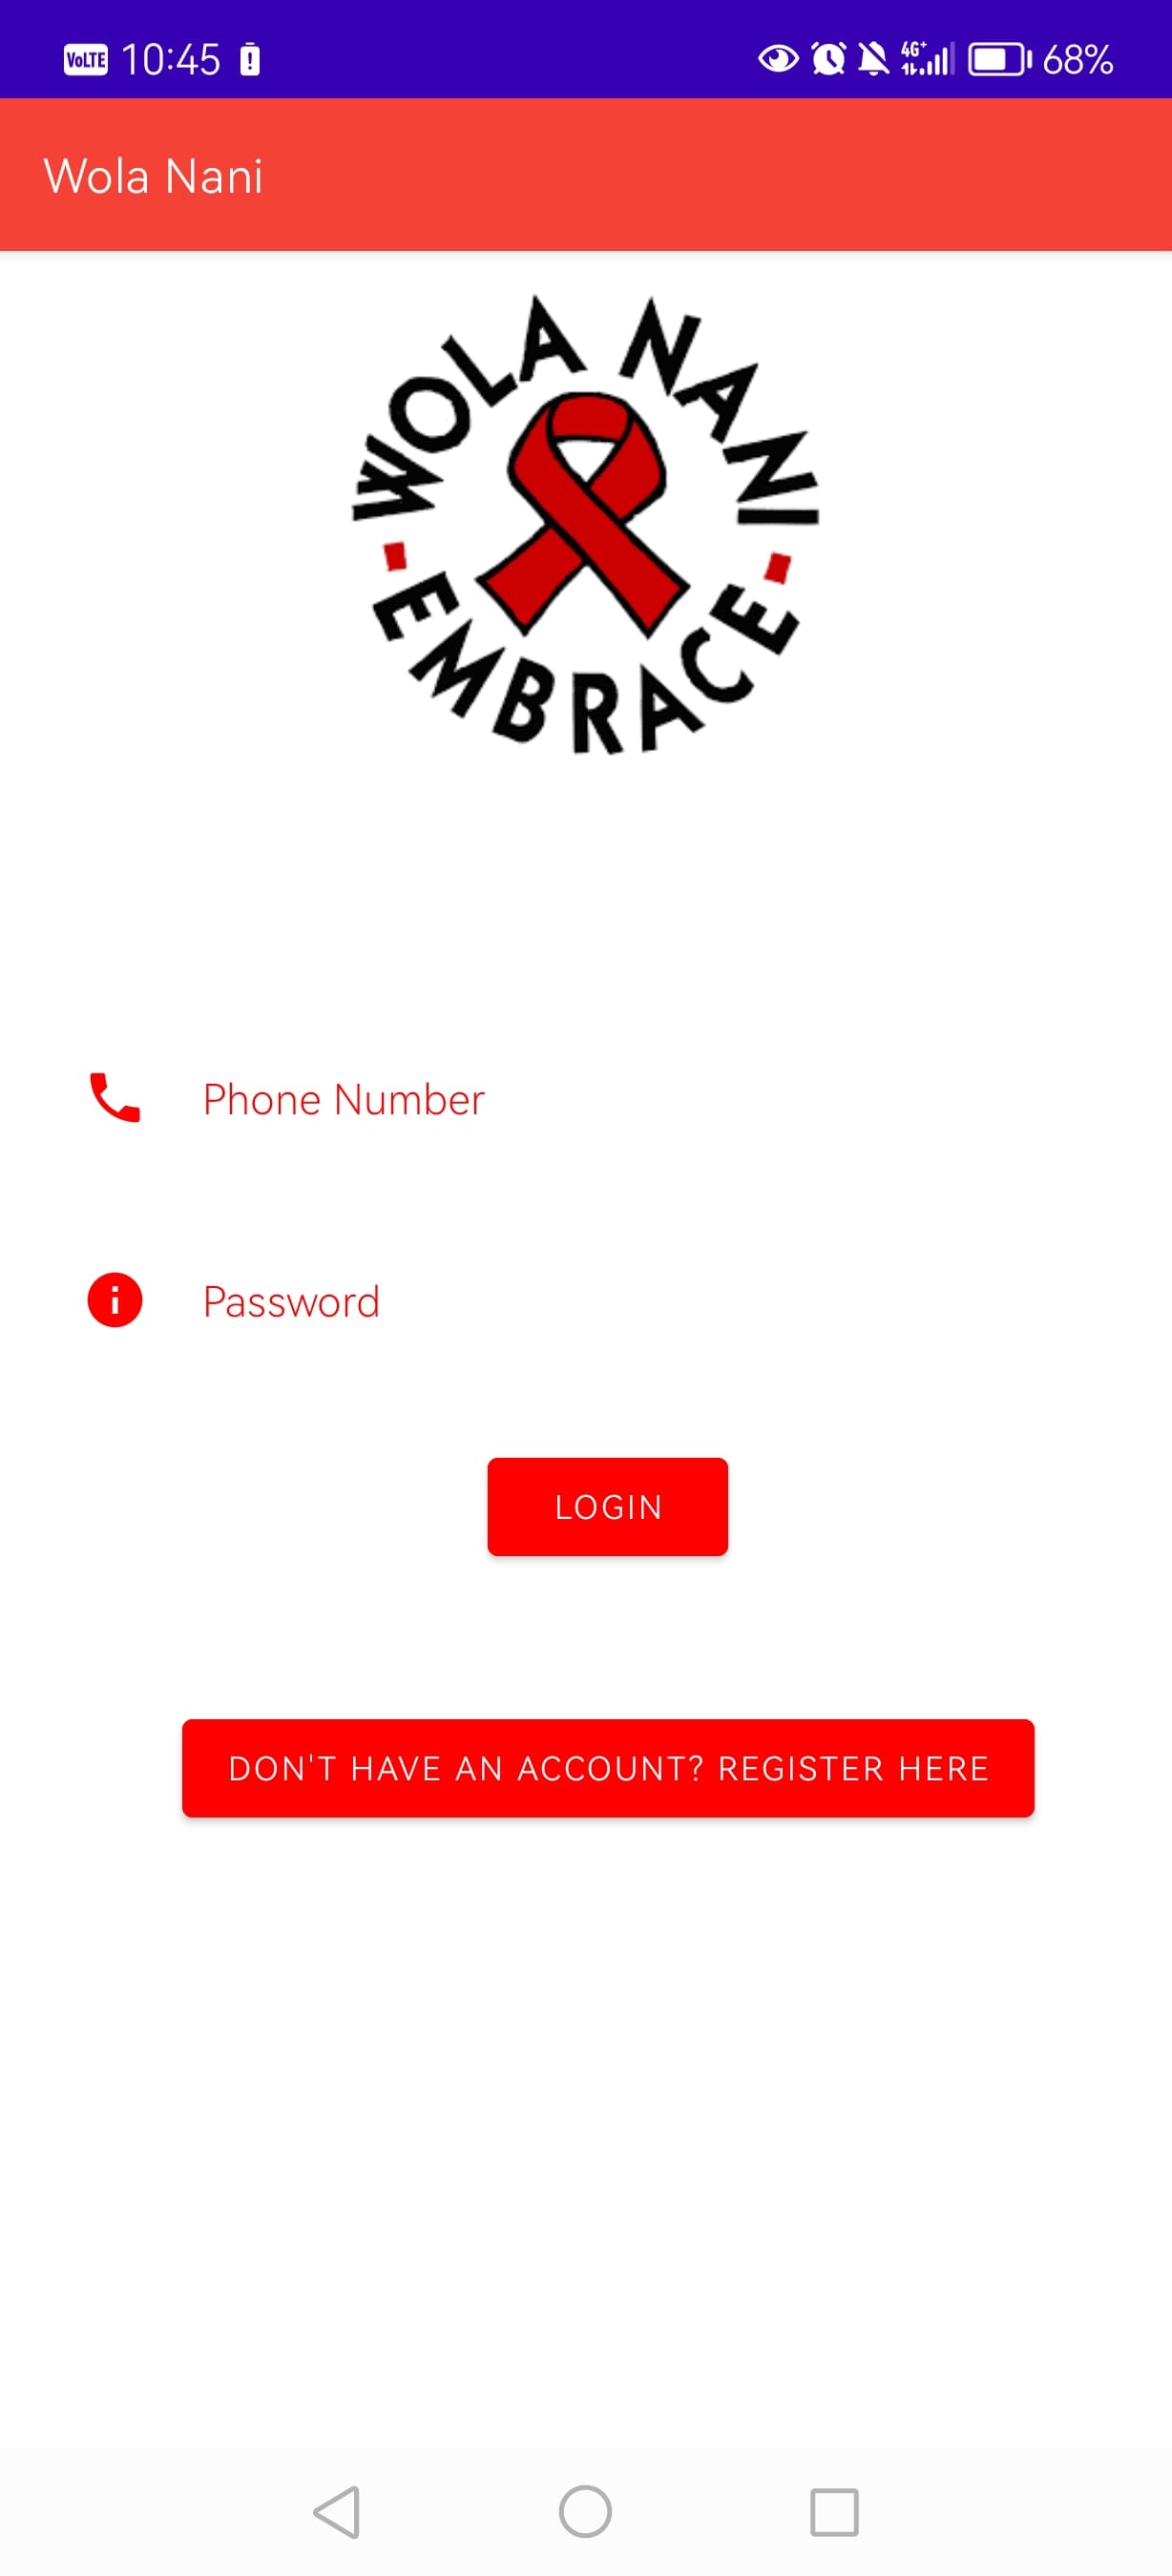 VoLTE 10:45 4G+ 68%
Wola Nani
WOLA NANI
EMBRACE
Phone Number
Password
LOGIN
DON'T HAVE AN ACCOUNT? REGISTER HERE